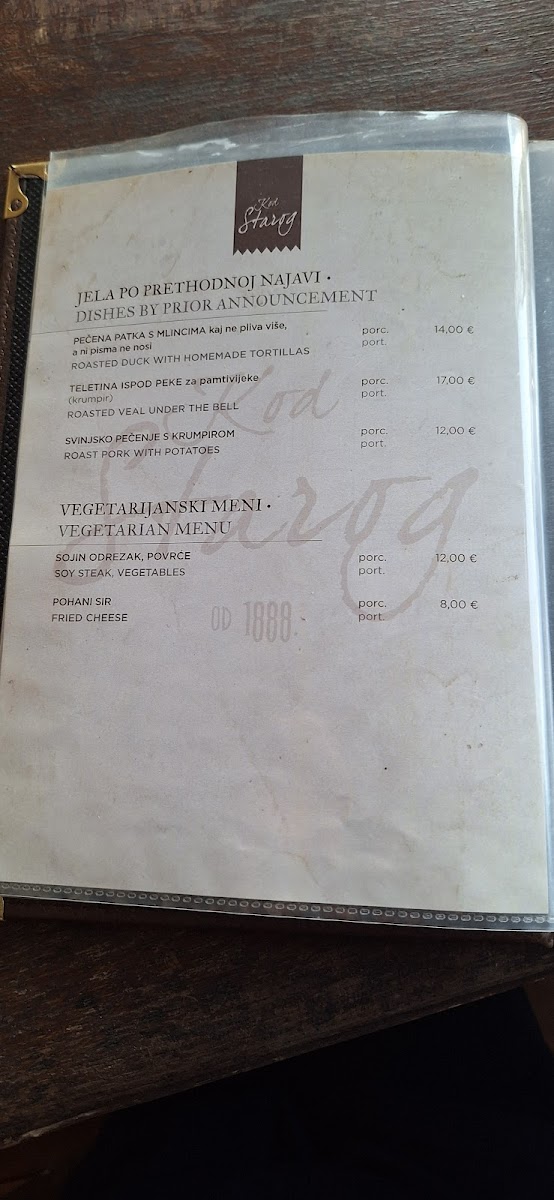 Kod
Starog
JELA PO PRETHODNOJ NAJAVI •
DISHES BY PRIOR ANNOUNCEMENT
PEČENA PATKA S MLINCIMA kaj ne pliva više, porc. 14,00 €
a ni pisma ne nosi port.
ROASTED DUCK WITH HOMEMADE TORTILLAS
TELETINA ISPOD PEKE za pamtivijeke porc. 17,00 €
(krumpir) port.
ROASTED VEAL UNDER THE BELL
SVINJSKO PEČENJE S KRUMPIROM porc. 12,00 €
ROAST PORK WITH POTATOES port.
VEGETARIJANSKI MENI •
VEGETARIAN MENU
SOJIN ODREZAK, POVRĆE porc. 12,00 €
SOY STEAK, VEGETABLES port.
POHANI SIR porc. 8,00 €
FRIED CHEESE port.
Kod
Starog
OD 1888.